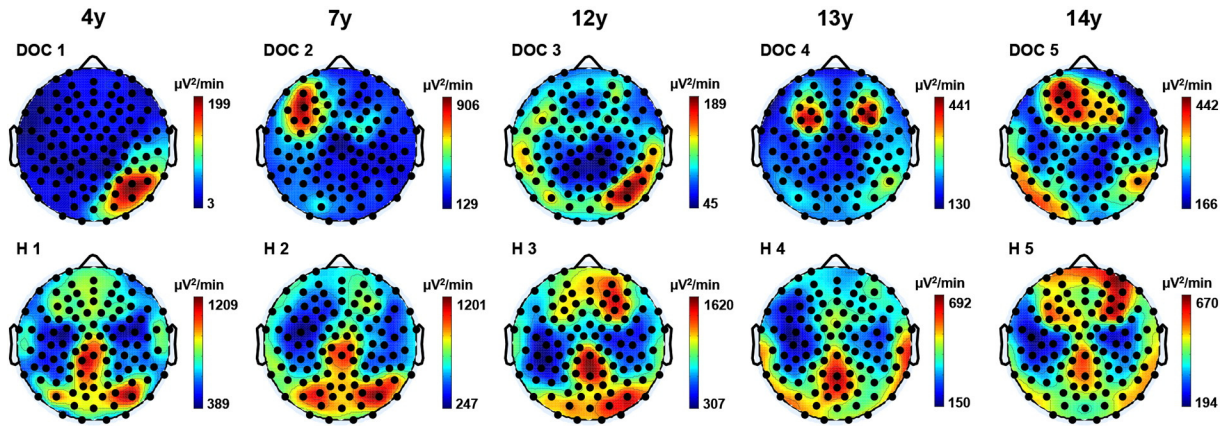 4y 7y 12y 13y 14y
DOC 1 DOC 2 DOC 3 DOC 4 DOC 5
µV²/min µV²/min µV²/min µV²/min µV²/min
199 906 189 441 442
3 129 45 130 166
H 1 H 2 H 3 H 4 H 5
µV²/min µV²/min µV²/min µV²/min µV²/min
1209 1201 1620 692 670
389 247 307 150 194